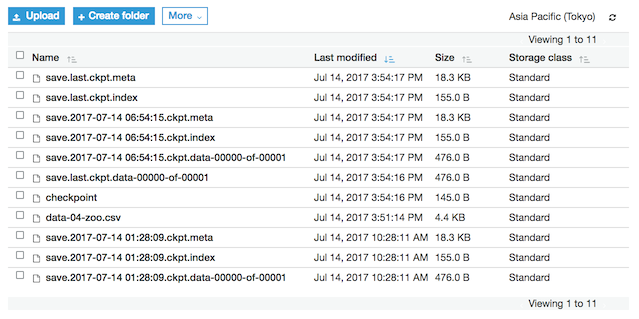 Upload + Create folder More Asia Pacific (Tokyo)
Viewing 1 to 11
Name Last modified Size Storage class
save.last.ckpt.meta Jul 14, 2017 3:54:17 PM 18.3 KB Standard
save.last.ckpt.index Jul 14, 2017 3:54:17 PM 155.0 B Standard
save.2017-07-14 06:54:15.ckpt.meta Jul 14, 2017 3:54:17 PM 18.3 KB Standard
save.2017-07-14 06:54:15.ckpt.index Jul 14, 2017 3:54:17 PM 155.0 B Standard
save.2017-07-14 06:54:15.ckpt.data-00000-of-00001 Jul 14, 2017 3:54:17 PM 476.0 B Standard
save.last.ckpt.data-00000-of-00001 Jul 14, 2017 3:54:16 PM 476.0 B Standard
checkpoint Jul 14, 2017 3:54:16 PM 145.0 B Standard
data-04-zoo.csv Jul 14, 2017 3:51:14 PM 4.4 KB Standard
save.2017-07-14 01:28:09.ckpt.meta Jul 14, 2017 10:28:11 AM 18.3 KB Standard
save.2017-07-14 01:28:09.ckpt.index Jul 14, 2017 10:28:11 AM 155.0 B Standard
save.2017-07-14 01:28:09.ckpt.data-00000-of-00001 Jul 14, 2017 10:28:11 AM 476.0 B Standard
Viewing 1 to 11